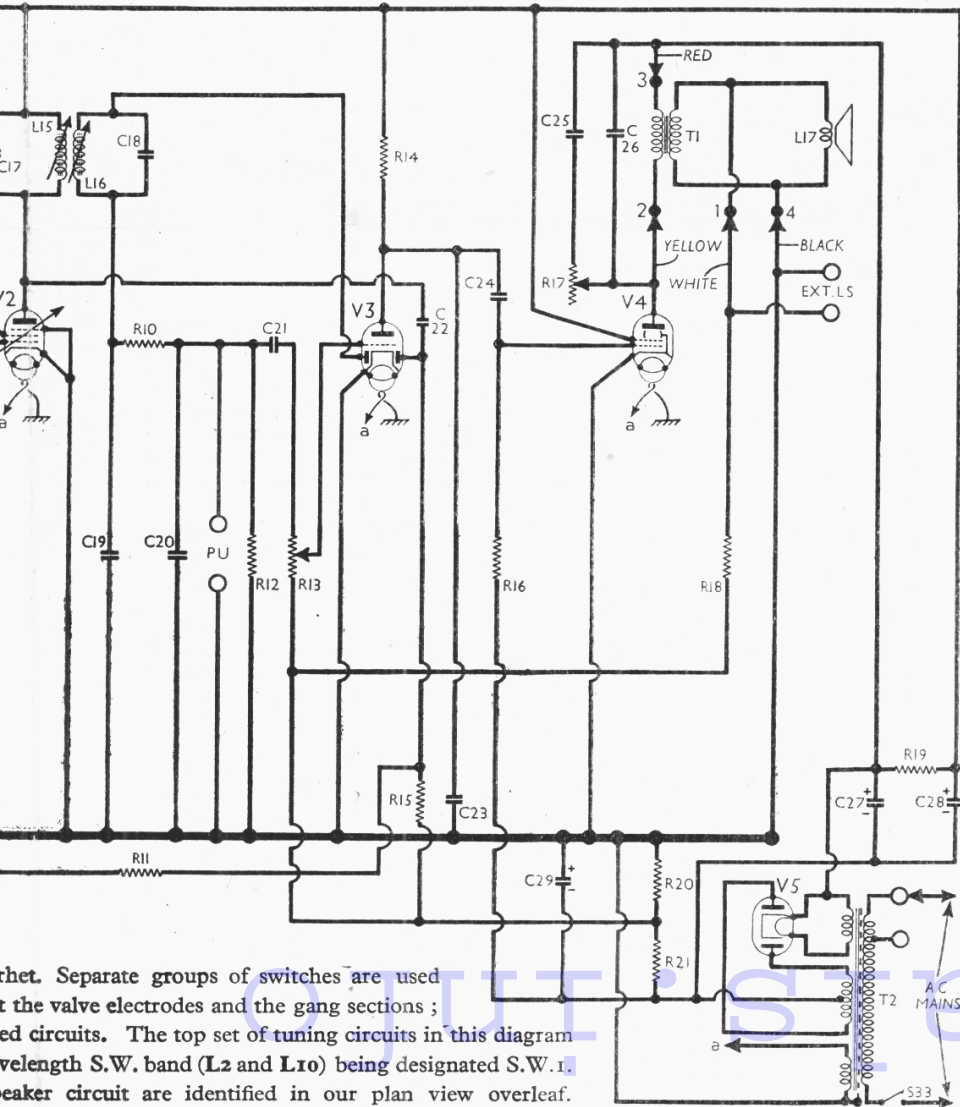 RED
3
C25
C
26
T1
L17
L15
C18
C17
L16
R14
2
1
4
YELLOW
BLACK
WHITE
EXT.LS
C24
R17
V2
V3
C
22
V4
R10
C21
a
a
a
C19
C20
PU
R12
R13
R16
R18
R19
R15
C23
C27
+
−
C28
+
−
R11
C29
+
−
R20
V5
R21
T2
A C
MAINS
a
S33
rhet. Separate groups of switches are used
t the valve electrodes and the gang sections ;
ed circuits. The top set of tuning circuits in this diagram
velength S.W. band (L2 and L10) being designated S.W.1.
peaker circuit are identified in our plan view overleaf.